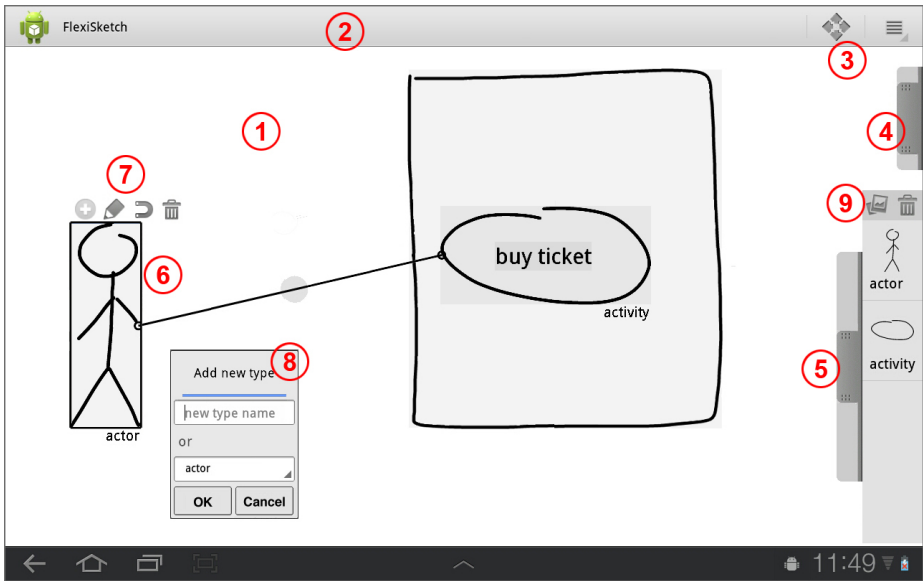 FlexiSketch
2
3
1
4
7
9
buy ticket
6
actor
activity
8
Add new type
activity
5
new type name
actor
or
actor
OK Cancel
11:49